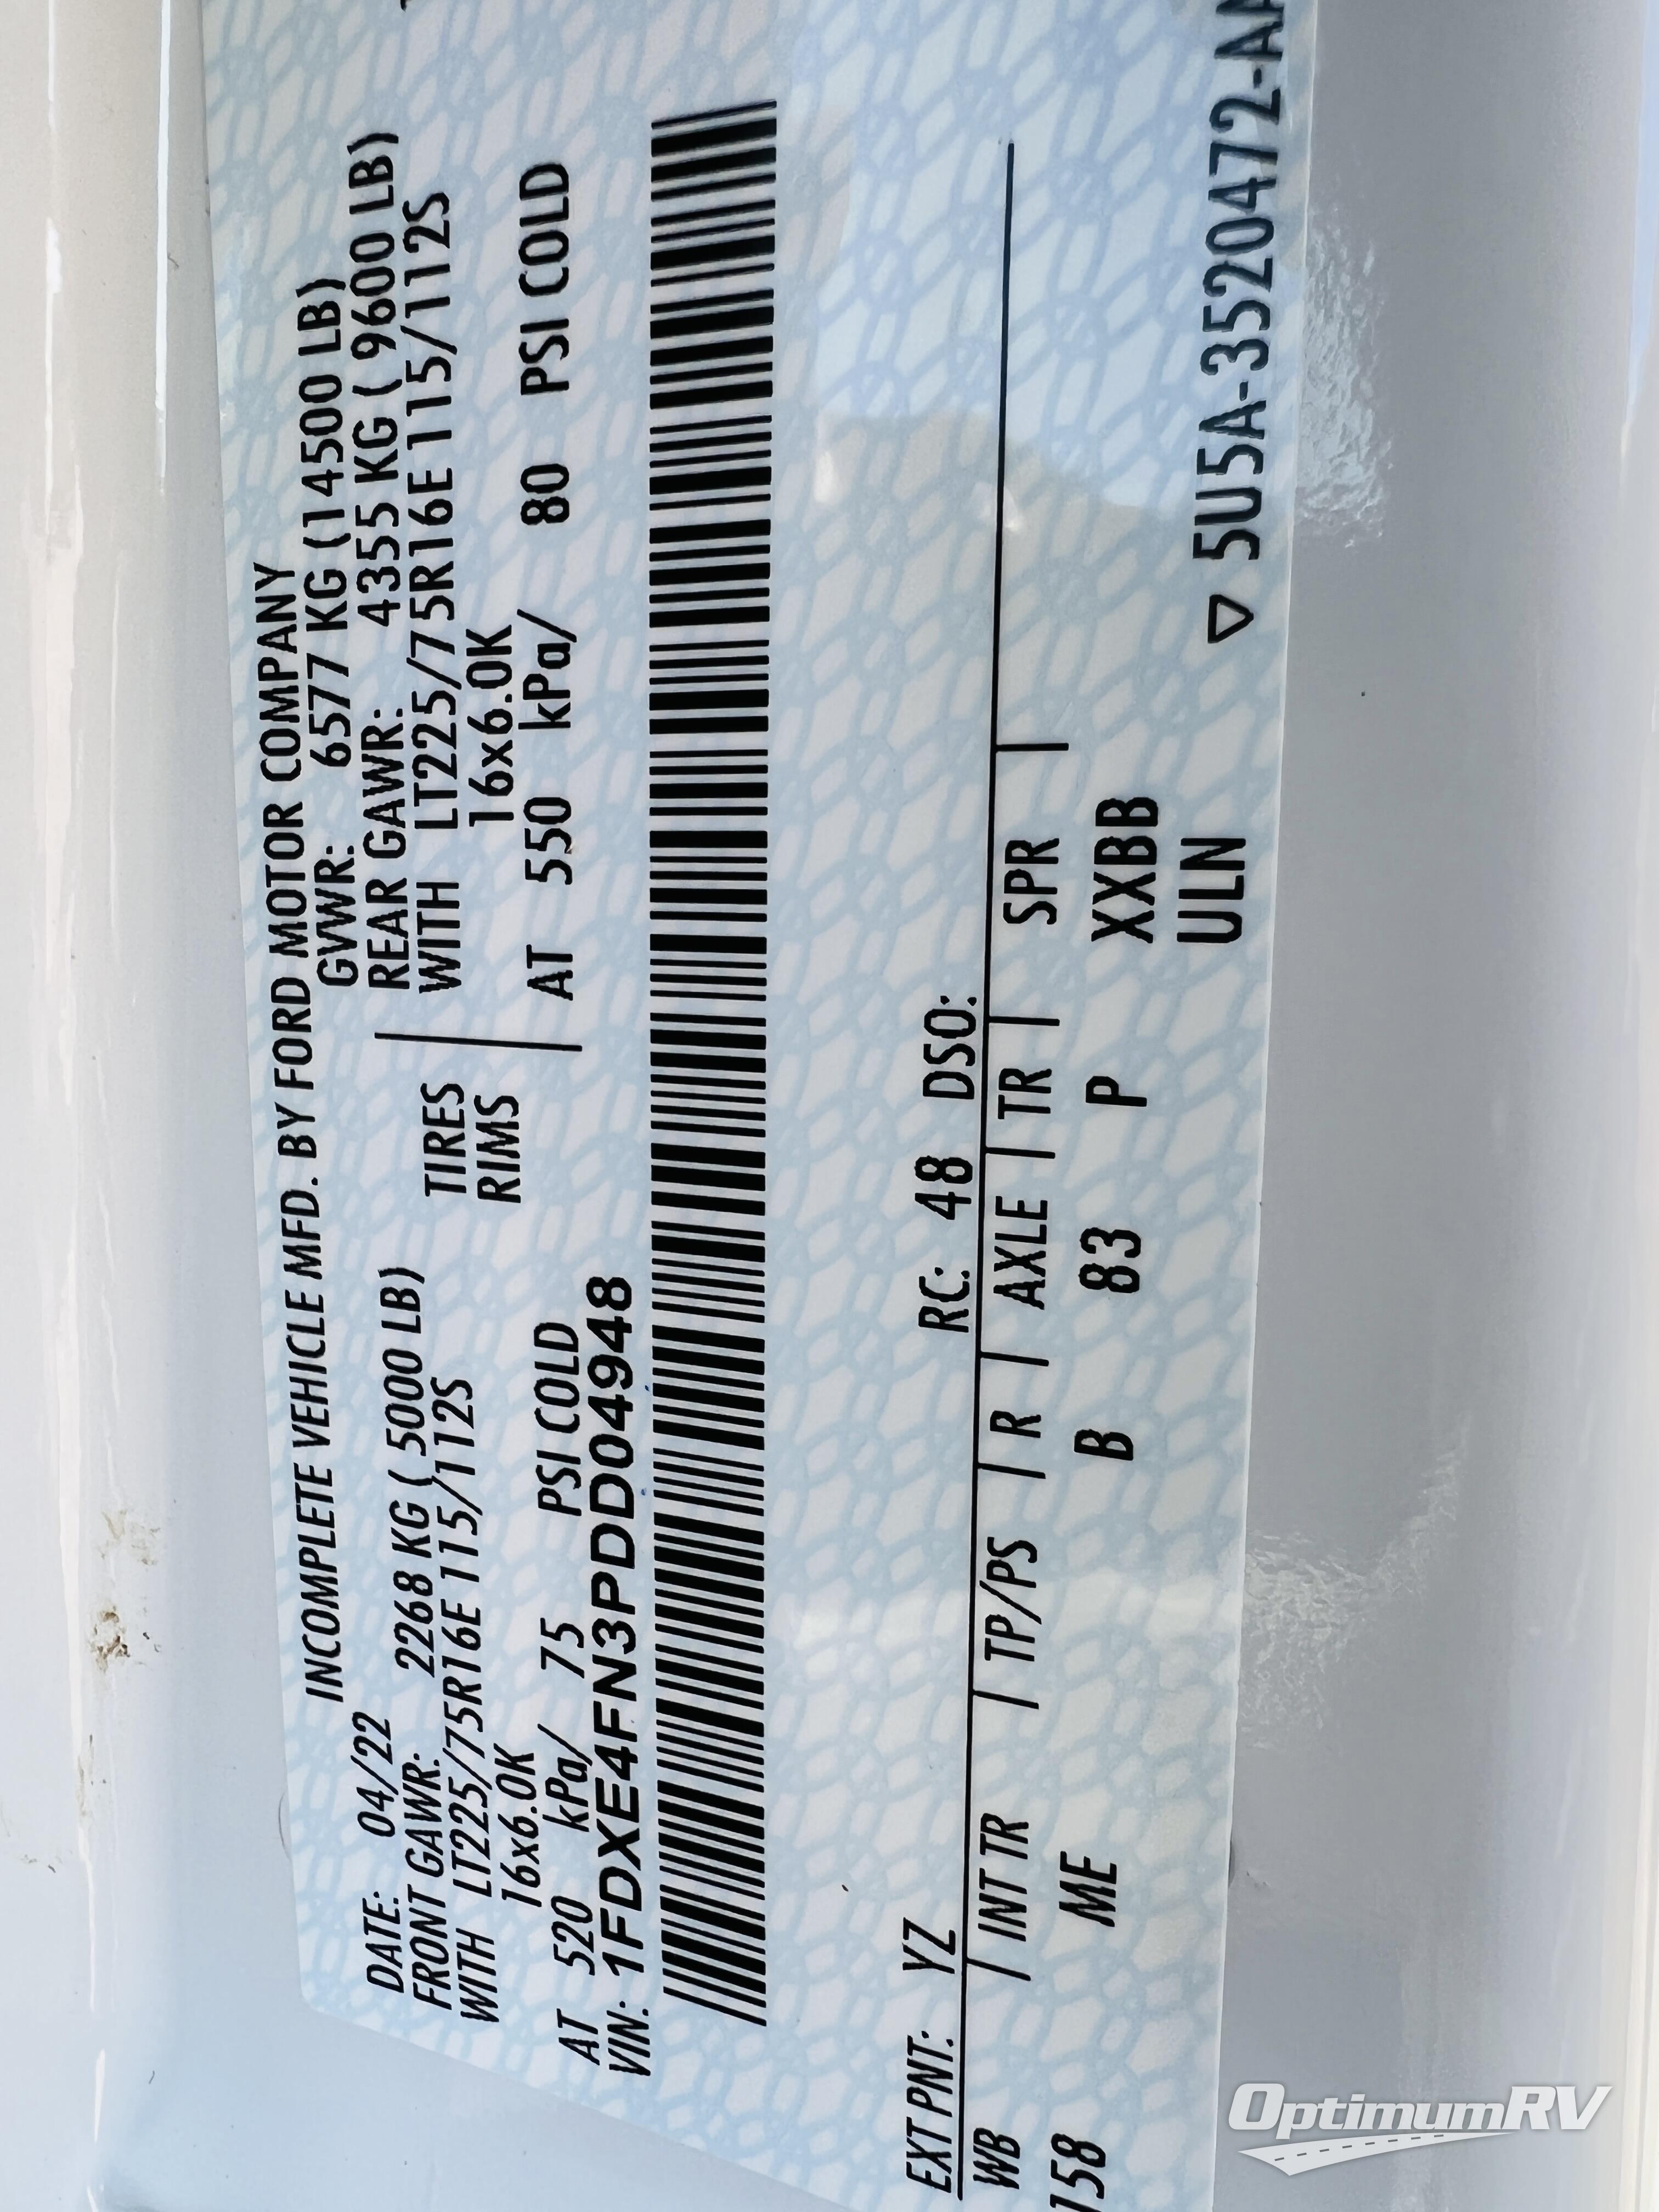 INCOMPLETE VEHICLE MFD. BY FORD MOTOR COMPANY
DATE: 04/22 GVWR: 6577 KG (14500 LB)
FRONT GAWR: 2268 KG ( 5000 LB) REAR GAWR: 4355 KG ( 9600 LB)
WITH LT225/75R16E 115/112S TIRES WITH LT225/75R16E 115/112S
16x6.0K RIMS 16x6.0K
AT 520 kPa/ 75 PSI COLD AT 550 kPa/ 80 PSI COLD
VIN: 1FDXE4FN3PDD04948
EXT PNT: YZ RC: 48 DSO:
WB INT TR TP/PS R AXLE TR SPR
158 ME B 83 P XXBB
ULN ▽ 5U5A-3520472-AA
OptimumRV